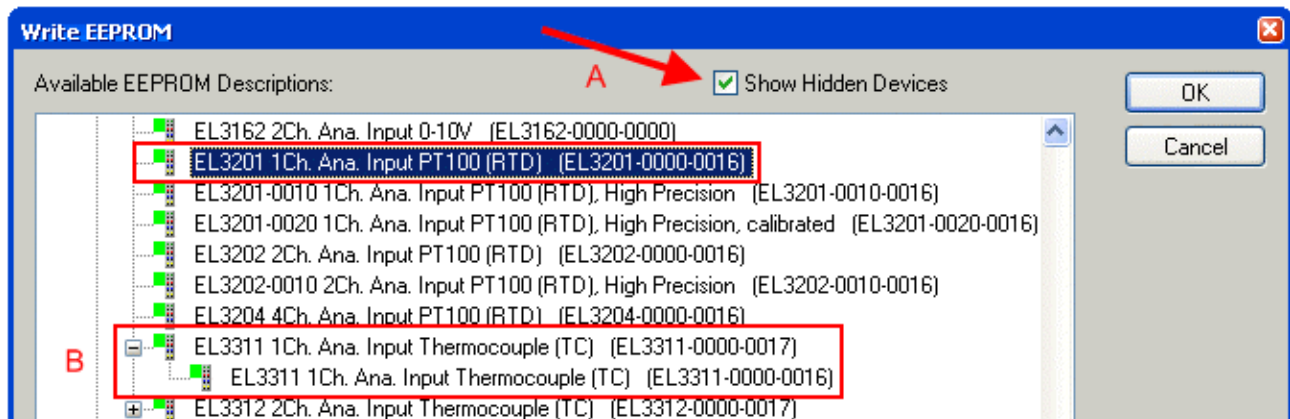 Write EEPROM
Available EEPROM Descriptions:
A
Show Hidden Devices
OK
Cancel
EL3162 2Ch. Ana. Input 0-10V (EL3162-0000-0000)
EL3201 1Ch. Ana. Input PT100 (RTD) (EL3201-0000-0016)
EL3201-0010 1Ch. Ana. Input PT100 (RTD), High Precision (EL3201-0010-0016)
EL3201-0020 1Ch. Ana. Input PT100 (RTD), High Precision, calibrated (EL3201-0020-0016)
EL3202 2Ch. Ana. Input PT100 (RTD) (EL3202-0000-0016)
EL3202-0010 2Ch. Ana. Input PT100 (RTD), High Precision (EL3202-0010-0016)
EL3204 4Ch. Ana. Input PT100 (RTD) (EL3204-0000-0016)
B
EL3311 1Ch. Ana. Input Thermocouple (TC) (EL3311-0000-0017)
EL3311 1Ch. Ana. Input Thermocouple (TC) (EL3311-0000-0016)
EL3312 2Ch. Ana. Input Thermocouple (TC) (EL3312-0000-0017)